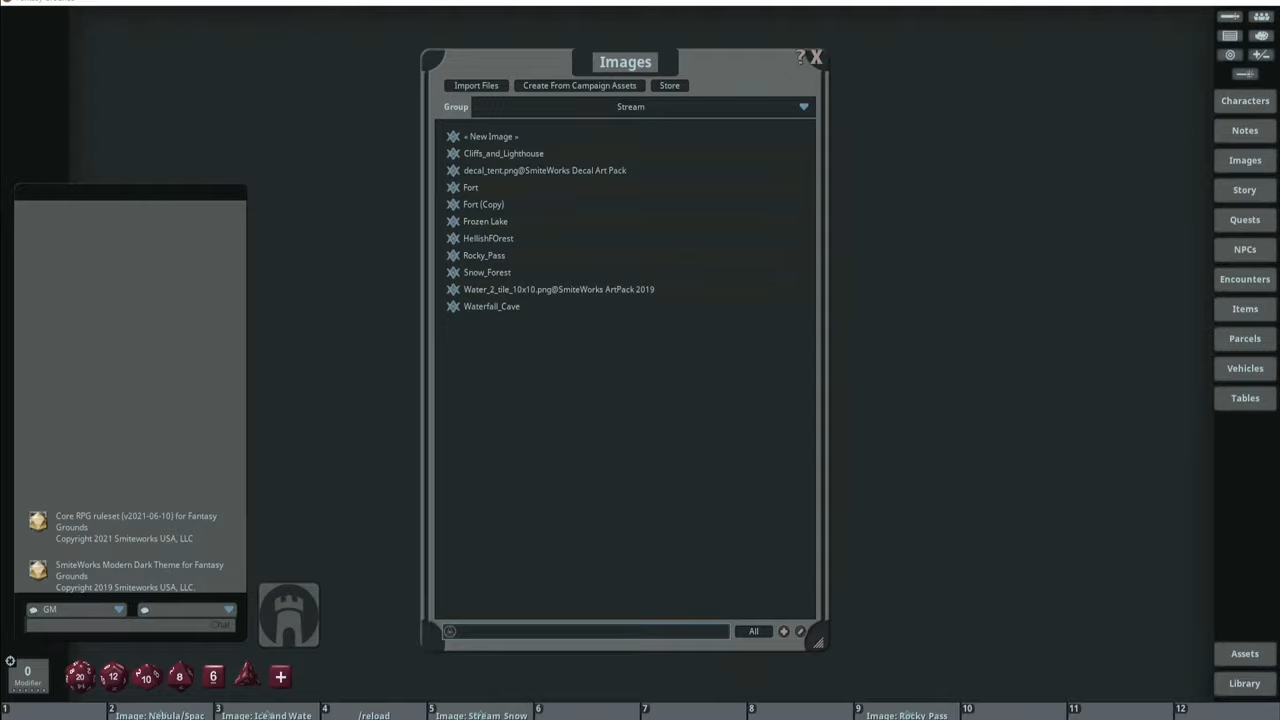 Images
? X
Import Files
Create From Campaign Assets
Store
Group
Stream
« New Image »
Cliffs_and_Lighthouse
decal_tent.png@SmiteWorks Decal Art Pack
Fort
Fort (Copy)
Frozen Lake
HellishFOrest
Rocky_Pass
Snow_Forest
Water_2_tile_10x10.png@SmiteWorks ArtPack 2019
Waterfall_Cave
All
Characters
Notes
Images
Story
Quests
NPCs
Encounters
Items
Parcels
Vehicles
Tables
Assets
Library
Core RPG ruleset (v2021-06-10) for Fantasy
Grounds
Copyright 2021 Smiteworks USA, LLC
SmiteWorks Modern Dark Theme for Fantasy
Grounds
Copyright 2019 Smiteworks USA, LLC.
GM
Chat
0
Modifier
20
12
10
8
6
1
2
Image: Nebula/Spac
3
Image: Ice and Wate
4
/reload
5
Image: Stream Snow
6
7
8
9
Image: Rocky Pass
10
11
12